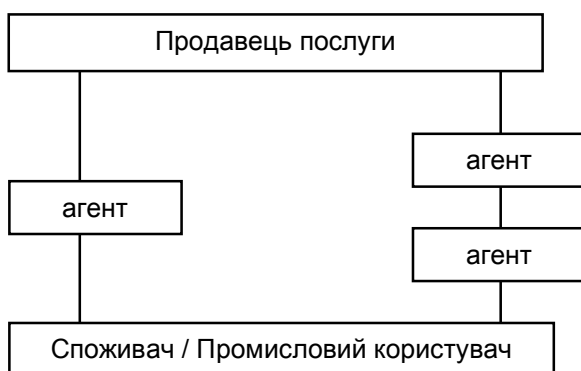 Продавець послуги
агент
агент
агент
Споживач / Промисловий користувач